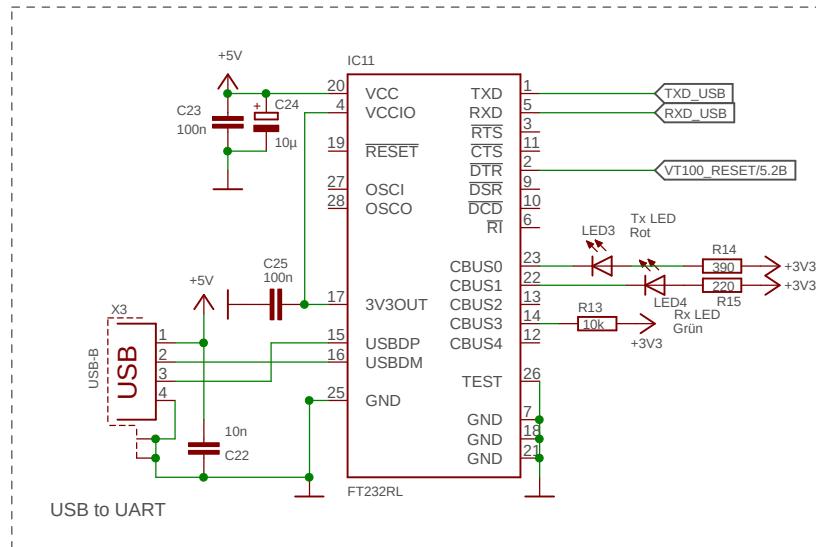 IC11
+5V
20 VCC TXD 1 TXD_USB
C23 + C24 4 VCCIO RXD 5 RXD_USB
100n 10µ RTS 3
19 RESET CTS 11
DTR 2 VT100_RESET/5.2B
27 OSCI DSR 9
28 OSCO DCD 10
RI 6
Tx LED
LED3 Rot
CBUS0 23 R14 390 +3V3
C25 100n CBUS1 22 220 R15 +3V3
+5V CBUS2 13 LED4
17 3V3OUT CBUS3 14 R13 10k Rx LED
Grün
+3V3
X3
USB-B
USB
1
2
3
4
15 USBDP CBUS4 12
16 USBDM
TEST 26
25 GND GND 7
10n GND 18
C22 GND 21
FT232RL
USB to UART